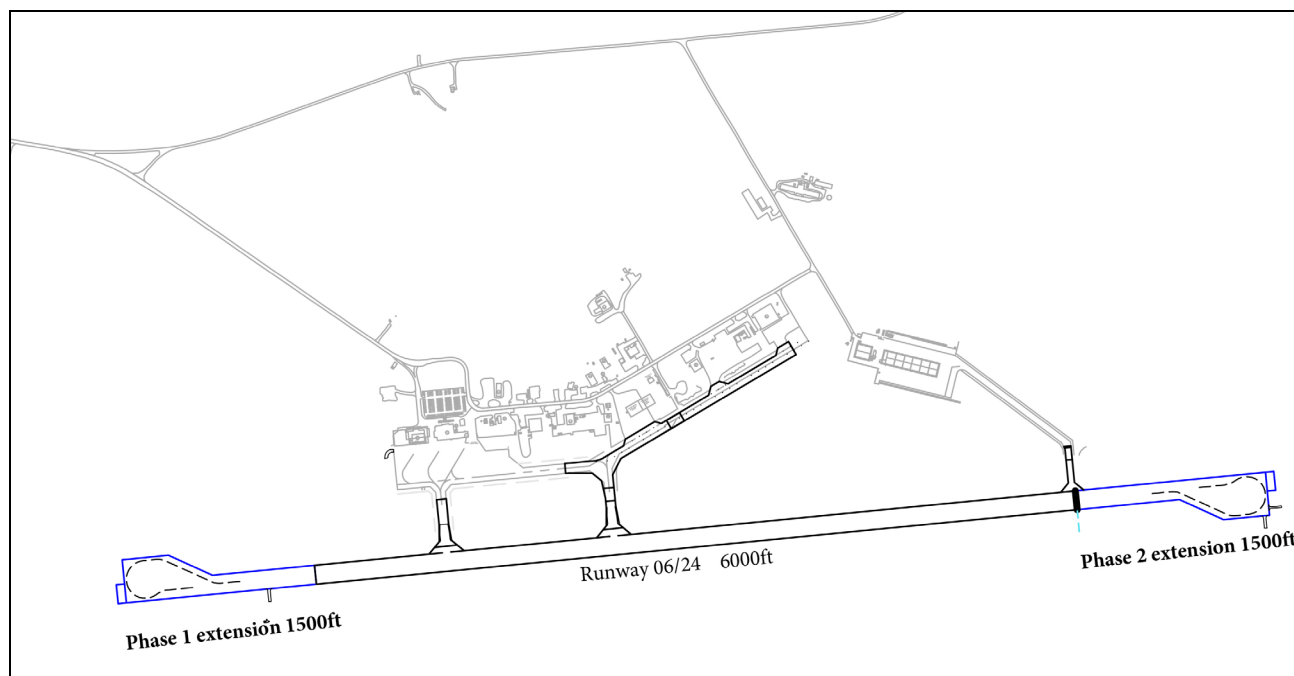 Runway 06/24 6000ft
Phase 2 extension 1500ft
Phase 1 extension 1500ft